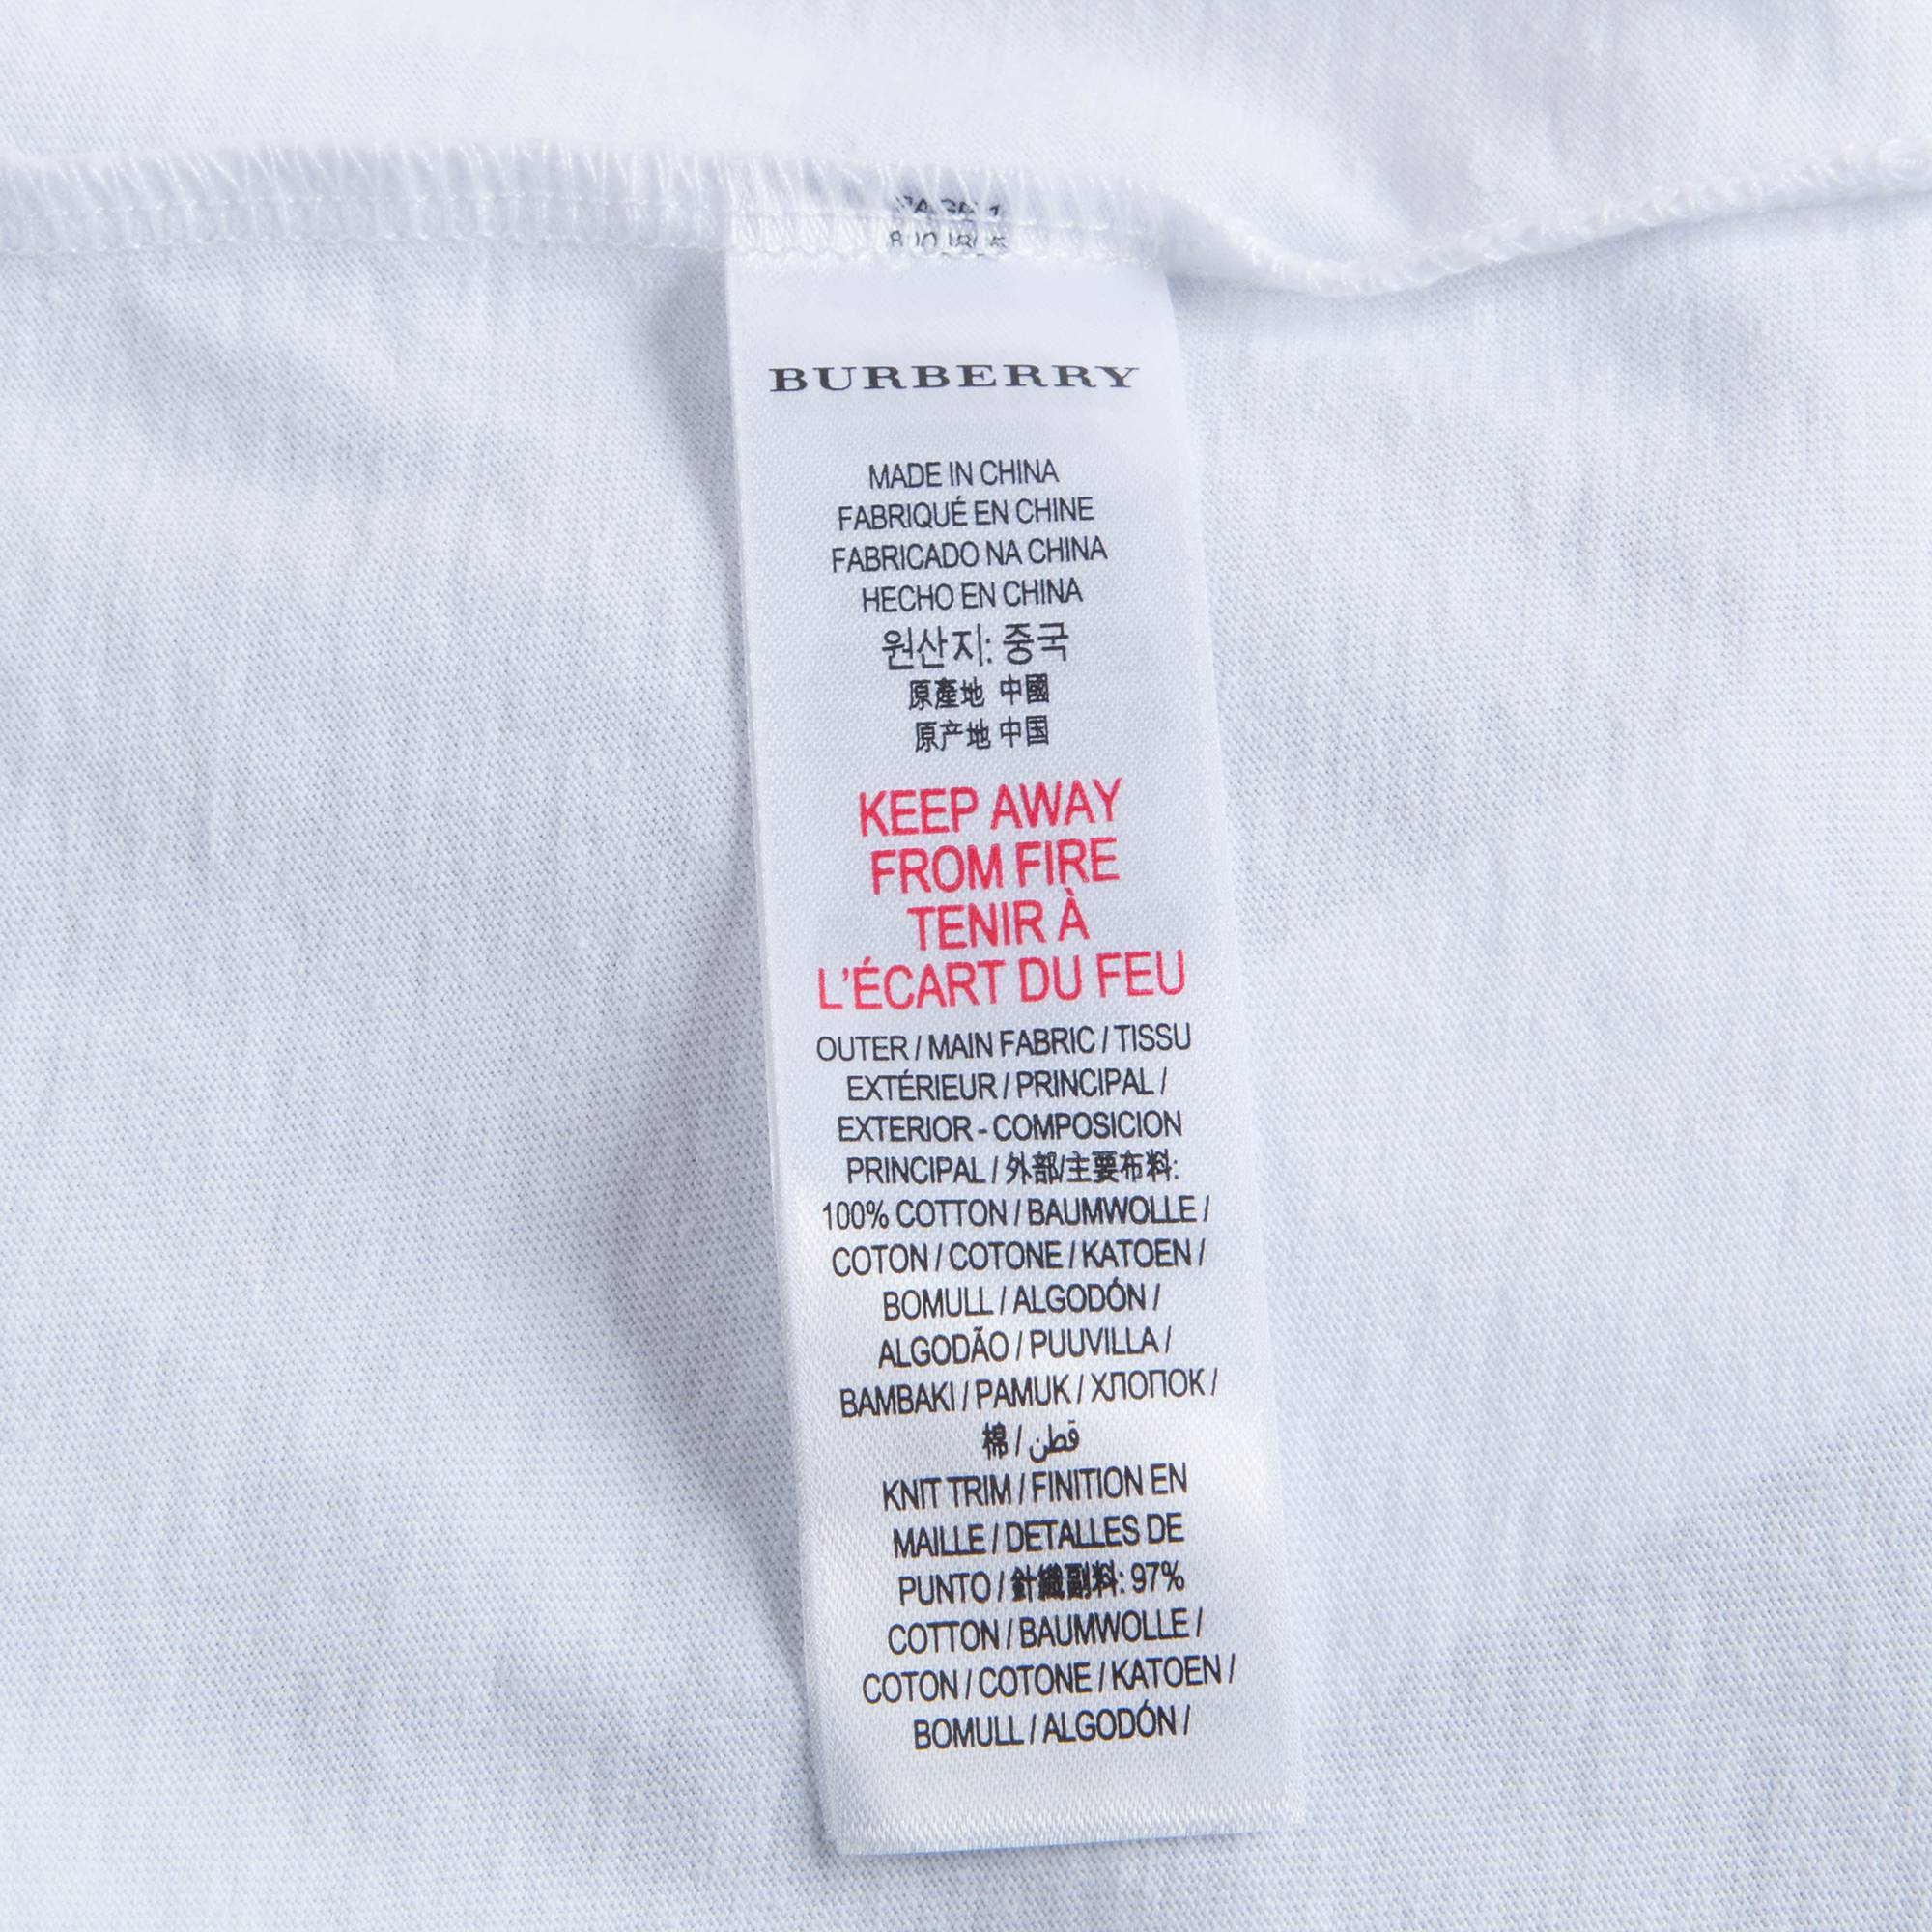 BURBERRY
MADE IN CHINA
FABRIQUÉ EN CHINE
FABRICADO NA CHINA
HECHO EN CHINA
원산지: 중국
原產地 中國
原产地 中国
KEEP AWAY
FROM FIRE
TENIR À
L'ÉCART DU FEU
OUTER / MAIN FABRIC / TISSU
EXTÉRIEUR / PRINCIPAL /
EXTERIOR - COMPOSICION
PRINCIPAL / 外部/主要布料:
100% COTTON / BAUMWOLLE /
COTON / COTONE / KATOEN /
BOMULL / ALGODÓN /
ALGODÃO / PUUVILLA /
BAMBAKI / PAMUK / ХЛОПОК /
棉 / قطن
KNIT TRIM / FINITION EN
MAILLE / DETALLES DE
PUNTO / 針織副料: 97%
COTTON / BAUMWOLLE /
COTON / COTONE / KATOEN /
BOMULL / ALGODÓN /